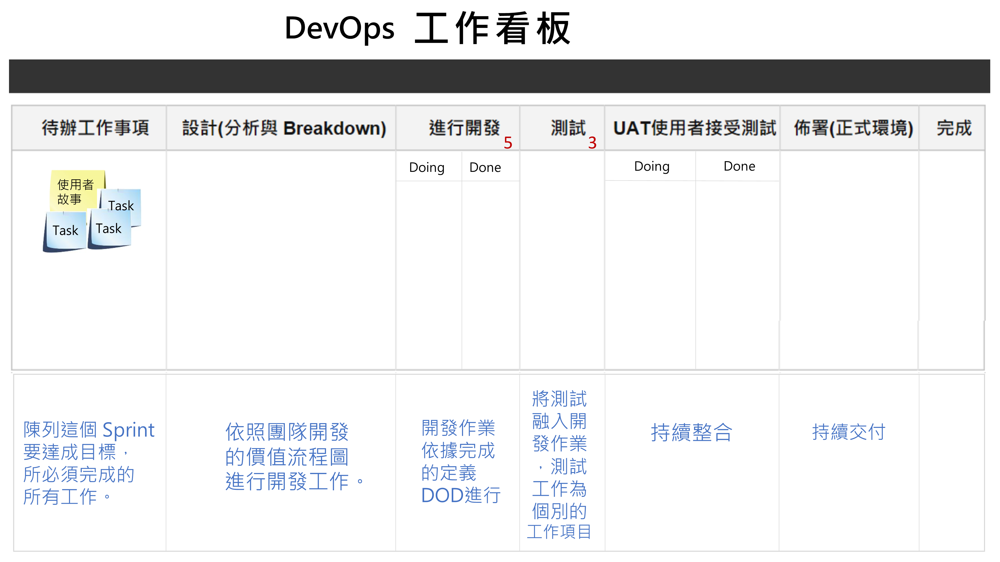 DevOps 工作看板
待辦工作事項
設計(分析與 Breakdown)
進行開發
5
測試
3
UAT使用者接受測試
佈署(正式環境)
完成
Doing
Done
Doing
Done
使用者
故事
Task
Task
Task
陳列這個 Sprint
要達成目標，
所必須完成的
所有工作。
依照團隊開發
的價值流程圖
進行開發工作。
開發作業
依據完成
的定義
DOD進行
將測試
融入開
發作業
，測試
工作為
個別的
工作項目
持續整合
持續交付